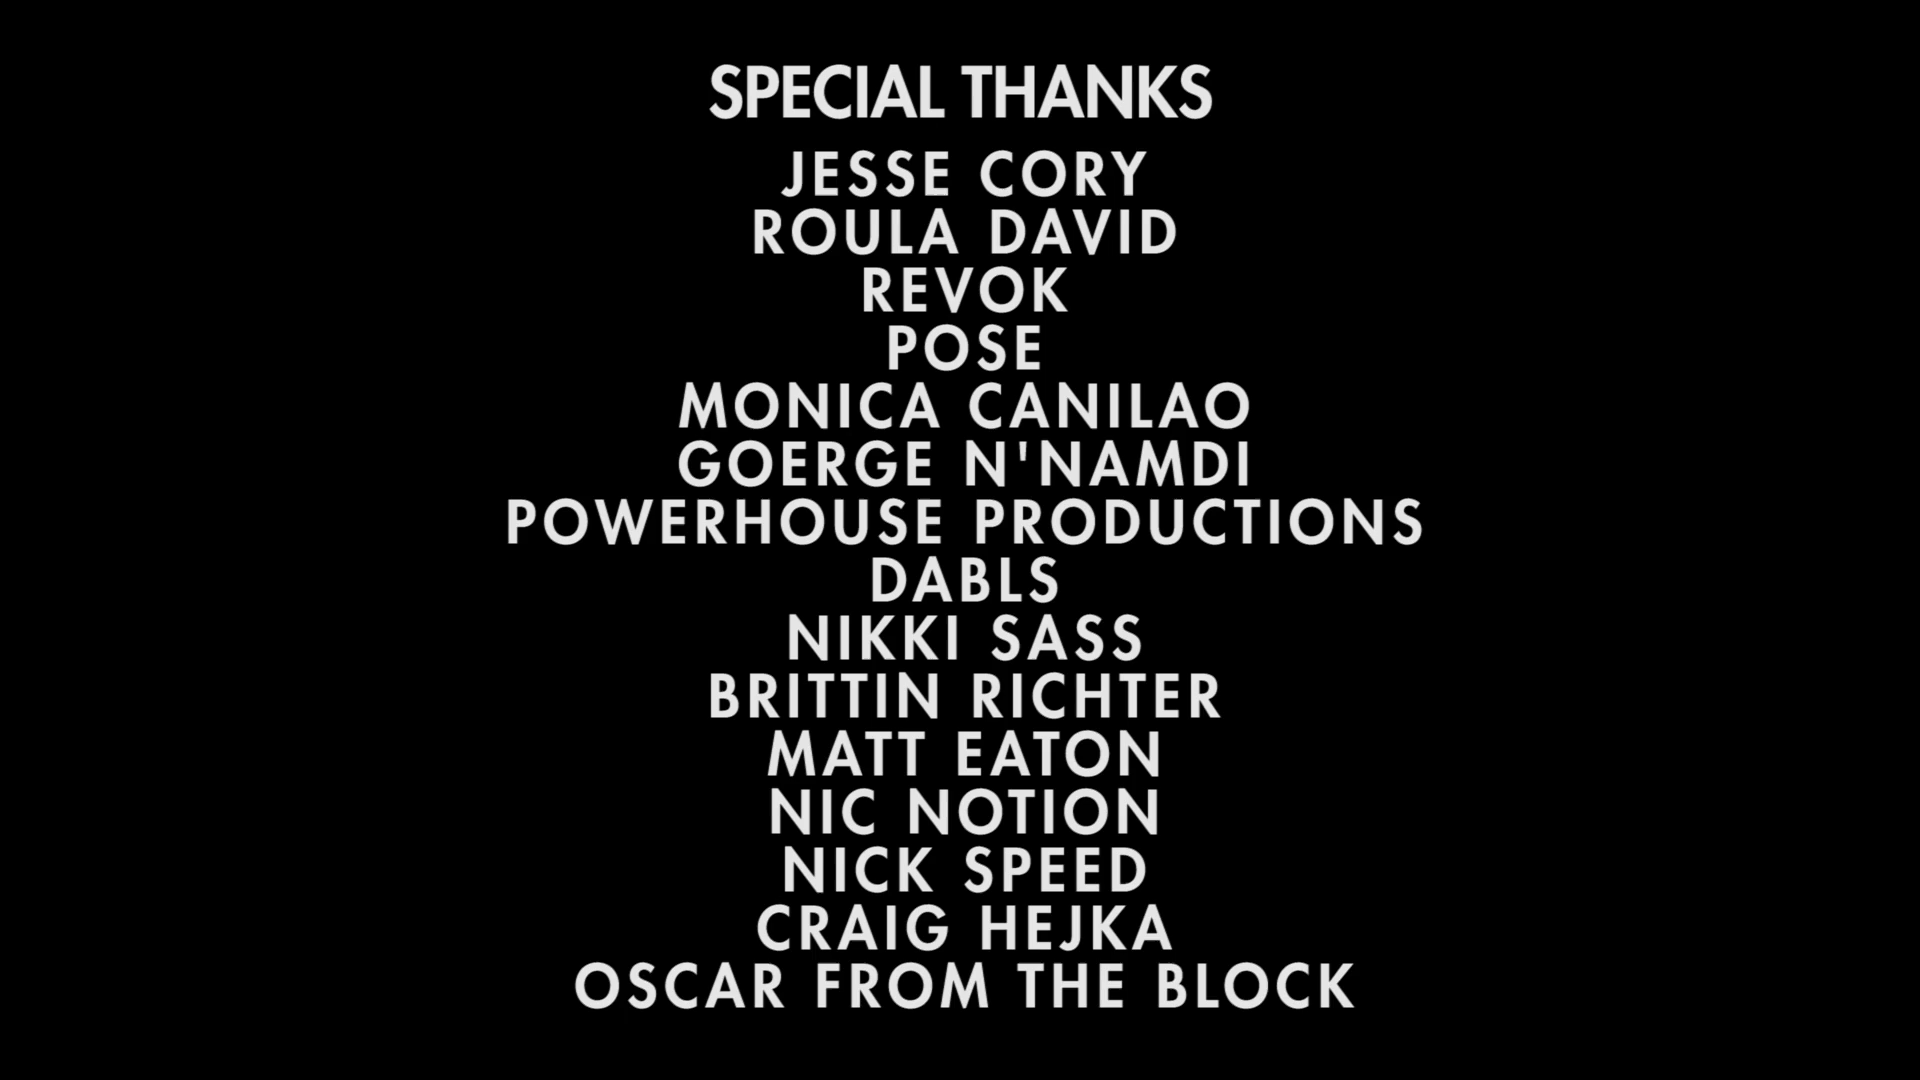 SPECIAL THANKS
JESSE CORY
ROULA DAVID
REVOK
POSE
MONICA CANILAO
GOERGE N'NAMDI
POWERHOUSE PRODUCTIONS
DABLS
NIKKI SASS
BRITTIN RICHTER
MATT EATON
NIC NOTION
NICK SPEED
CRAIG HEJKA
OSCAR FROM THE BLOCK